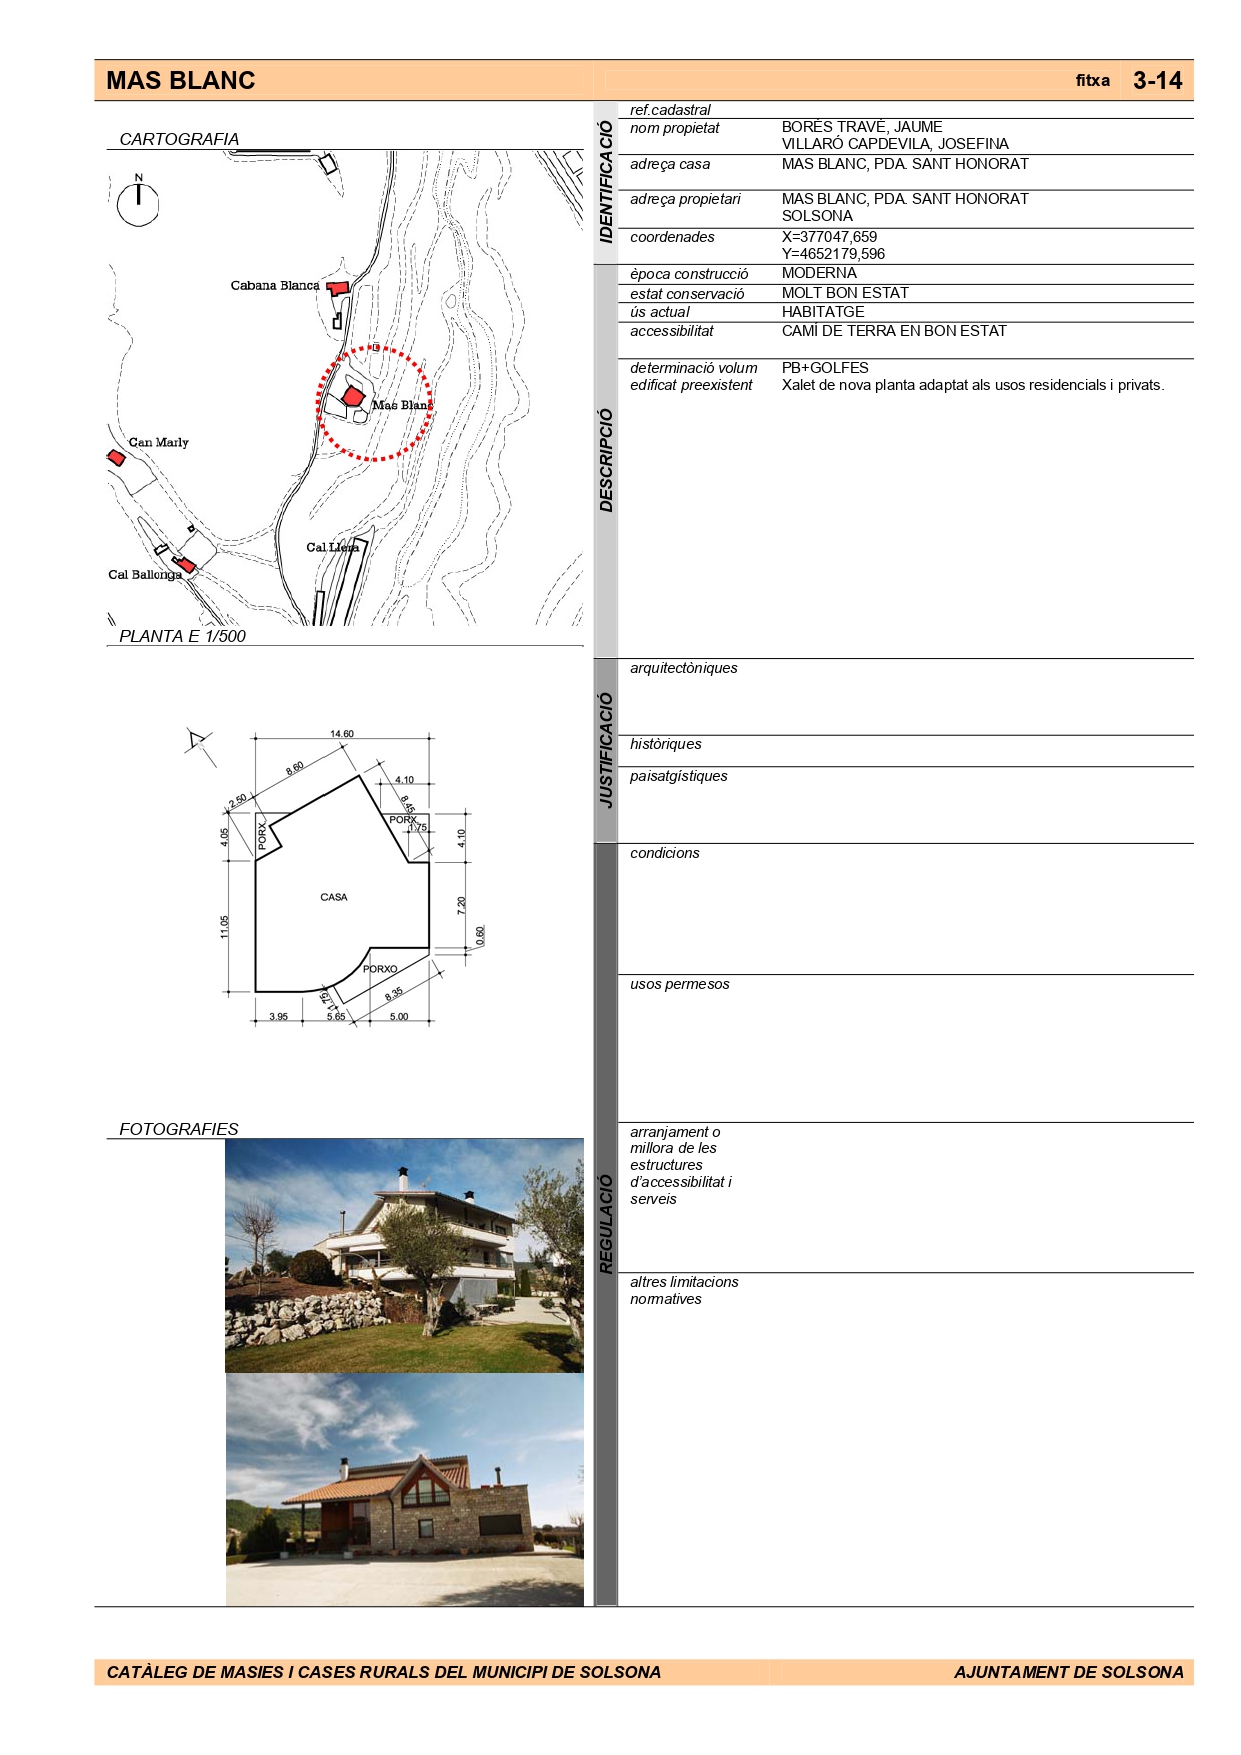 MAS BLANC
fitxa 3-14
CARTOGRAFIA
N
Cabana Blanca
Mas Blanc
Can Marly
Cal Llera
Cal Ballonga
PLANTA E 1/500
14.60
8.60
4.10
2.50
8.45
PORX.
PORX.
1.75
4.05
4.10
CASA
11.05
7.20
0.60
PORXO
1.75
8.35
3.95
5.65
5.00
FOTOGRAFIES
IDENTIFICACIÓ
ref.cadastral
nom propietat BORÉS TRAVÉ, JAUME
VILLARÓ CAPDEVILA, JOSEFINA
adreça casa MAS BLANC, PDA. SANT HONORAT
adreça propietari MAS BLANC, PDA. SANT HONORAT
SOLSONA
coordenades X=377047,659
Y=4652179,596
DESCRIPCIÓ
època construcció MODERNA
estat conservació MOLT BON ESTAT
ús actual HABITATGE
accessibilitat CAMÍ DE TERRA EN BON ESTAT
determinació volum PB+GOLFES
edificat preexistent Xalet de nova planta adaptat als usos residencials i privats.
JUSTIFICACIÓ
arquitectòniques
històriques
paisatgístiques
REGULACIÓ
condicions
usos permesos
arranjament o
millora de les
estructures
d'accessibilitat i
serveis
altres limitacions
normatives
CATÀLEG DE MASIES I CASES RURALS DEL MUNICIPI DE SOLSONA
AJUNTAMENT DE SOLSONA